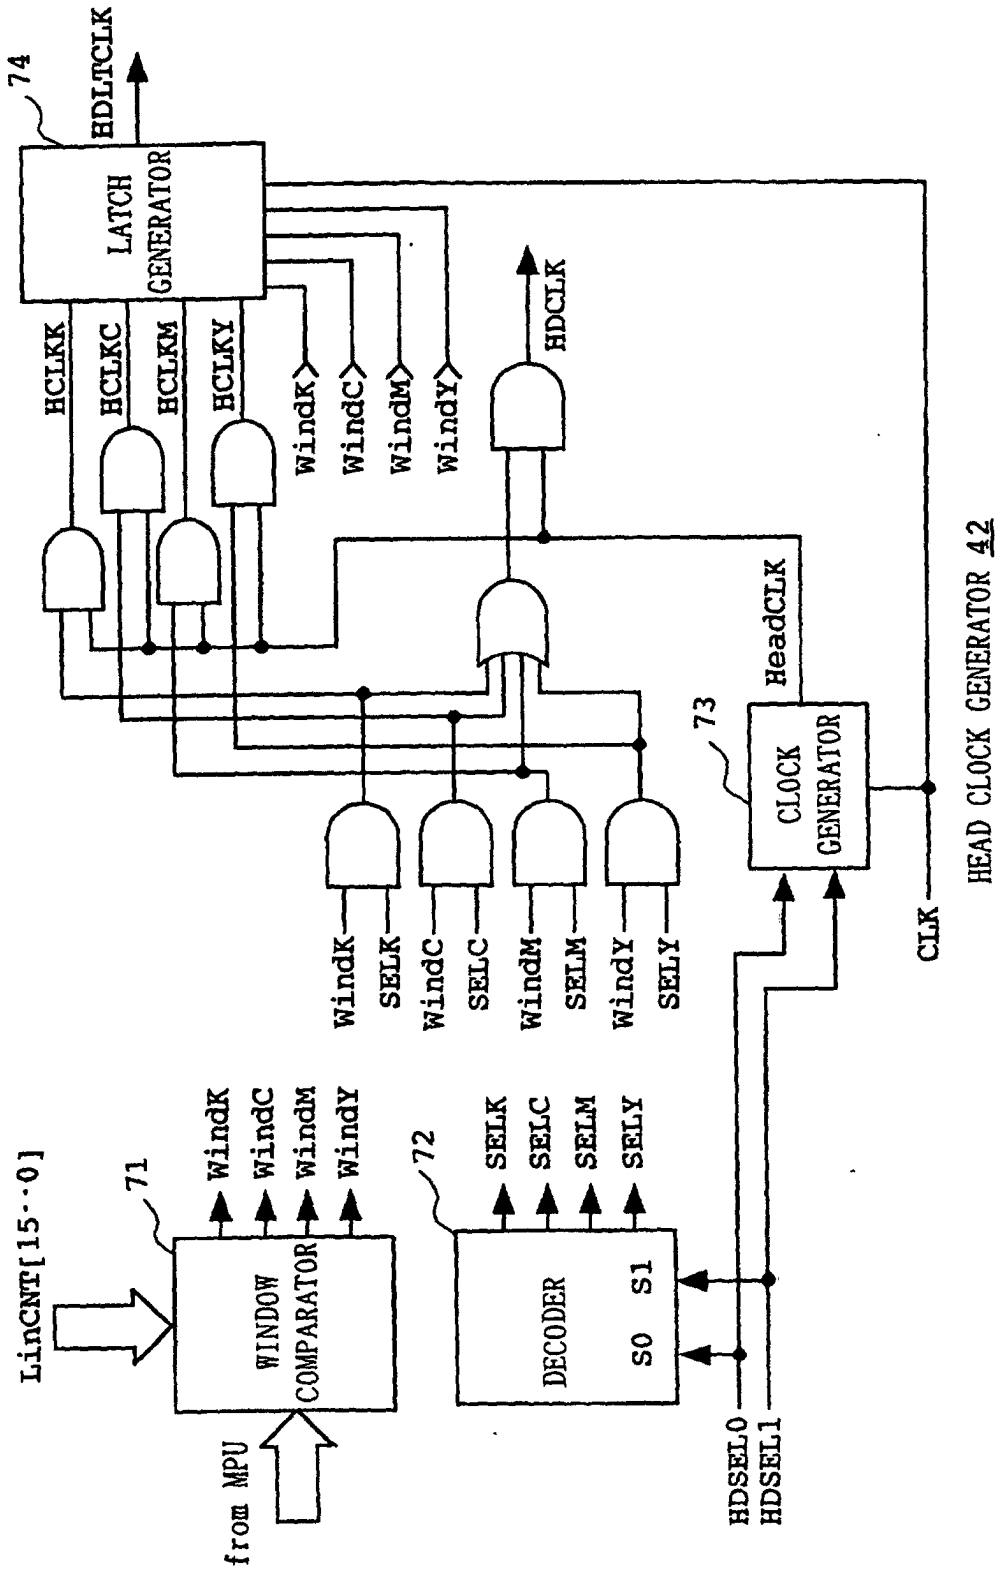 LinCNT[15··0]
from MPU
71
WINDOW
COMPARATOR
WindK
WindC
WindM
WindY
72
DECODER
S0 S1
SELK
SELC
SELM
SELY
HDSEL0
HDSEL1
WindK
SELK
WindC
SELC
WindM
SELM
WindY
SELY
73
CLOCK
GENERATOR
HeadCLK
CLK
HCLKK
HCLKC
HCLKM
HCLKY
WindK
WindC
WindM
WindY
74
LATCH
GENERATOR
HDLTCLK
HDCLK
HEAD CLOCK GENERATOR 42